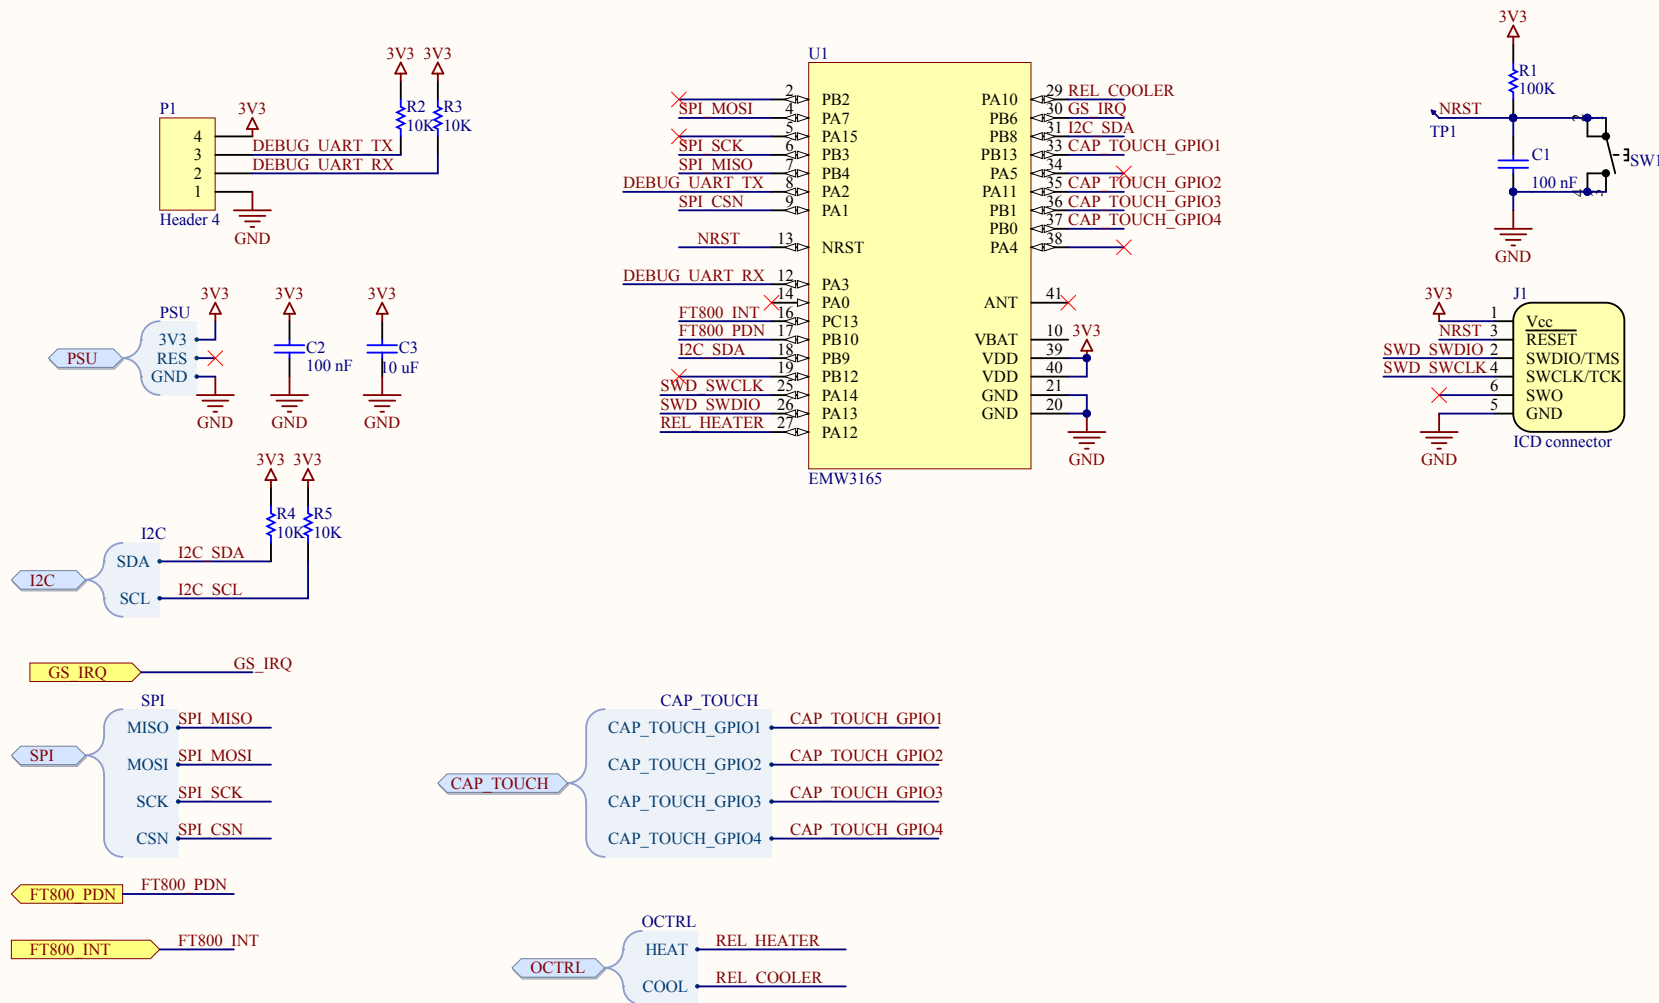 P1
4
3
2
1
Header 4
3V3
DEBUG_UART_TX
DEBUG_UART_RX
GND
3V3
3V3
R2
10K
R3
10K
PSU
PSU
3V3
RES
GND
3V3
GND
3V3
C2
100 nF
GND
3V3
C3
10 uF
GND
I2C
I2C
SDA
SCL
I2C_SDA
I2C_SCL
3V3
3V3
R4
10K
R5
10K
GS_IRQ
GS_IRQ
SPI
SPI
MISO
MOSI
SCK
CSN
SPI_MISO
SPI_MOSI
SPI_SCK
SPI_CSN
FT800_PDN
FT800_PDN
FT800_INT
FT800_INT
U1
2 PB2
SPI_MOSI 4 PA7
5 PA15
SPI_SCK 6 PB3
SPI_MISO 7 PB4
DEBUG_UART_TX 8 PA2
SPI_CSN 9 PA1
NRST 13 NRST
DEBUG_UART_RX 12 PA3
14 PA0
FT800_INT 16 PC13
FT800_PDN 17 PB10
I2C_SDA 18 PB9
19 PB12
SWD_SWCLK 25 PA14
SWD_SWDIO 26 PA13
REL_HEATER 27 PA12
PA10 29 REL_COOLER
PB6 30 GS_IRQ
PB8 31 I2C_SDA
PB13 33 CAP_TOUCH_GPIO1
PA5 34
PA11 35 CAP_TOUCH_GPIO2
PB1 36 CAP_TOUCH_GPIO3
PB0 37 CAP_TOUCH_GPIO4
PA4 38
ANT 41
VBAT 10
VDD 39
VDD 40
GND 21
GND 20
3V3
GND
EMW3165
CAP_TOUCH
CAP_TOUCH
CAP_TOUCH_GPIO1
CAP_TOUCH_GPIO2
CAP_TOUCH_GPIO3
CAP_TOUCH_GPIO4
CAP_TOUCH_GPIO1
CAP_TOUCH_GPIO2
CAP_TOUCH_GPIO3
CAP_TOUCH_GPIO4
OCTRL
OCTRL
HEAT
COOL
REL_HEATER
REL_COOLER
3V3
R1
100K
NRST
TP1
C1
100 nF
SW1
GND
J1
3V3
1 Vcc
NRST 3 RESET
SWD_SWDIO 2 SWDIO/TMS
SWD_SWCLK 4 SWCLK/TCK
6 SWO
5 GND
GND
ICD connector